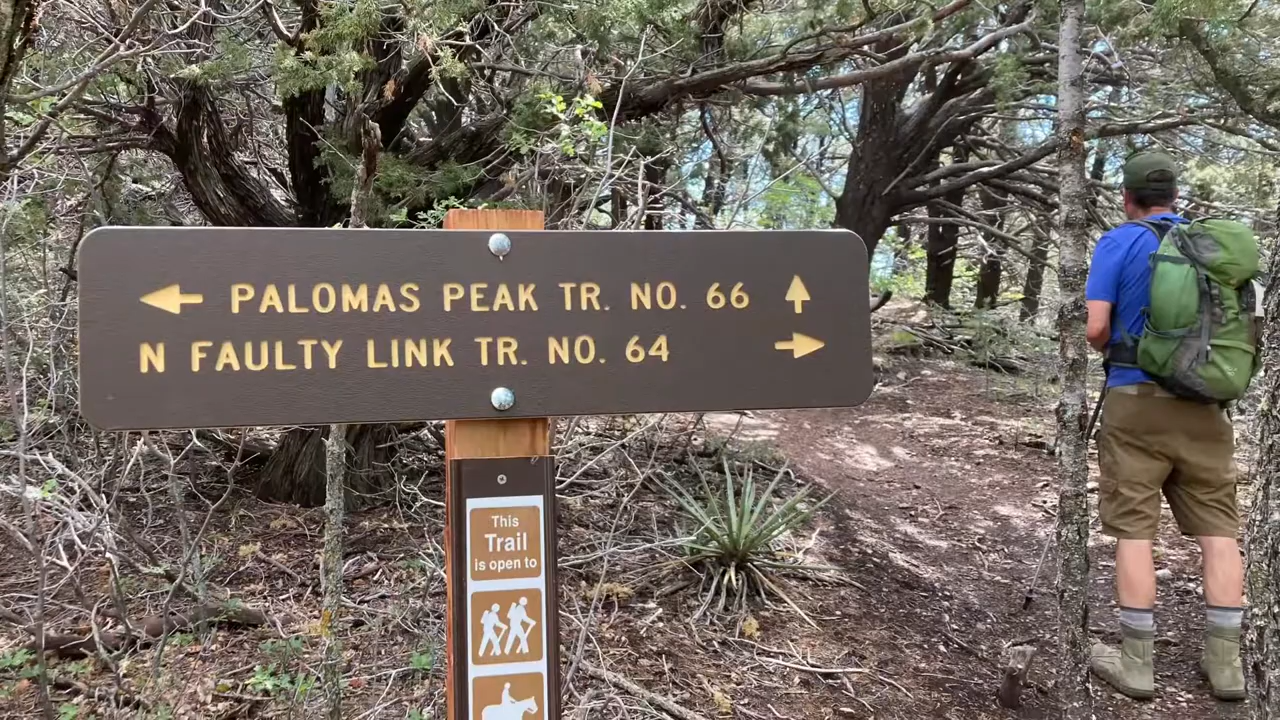 ← PALOMAS PEAK TR. NO. 66 ↑
N FAULTY LINK TR. NO. 64 →
This
Trail
is open to